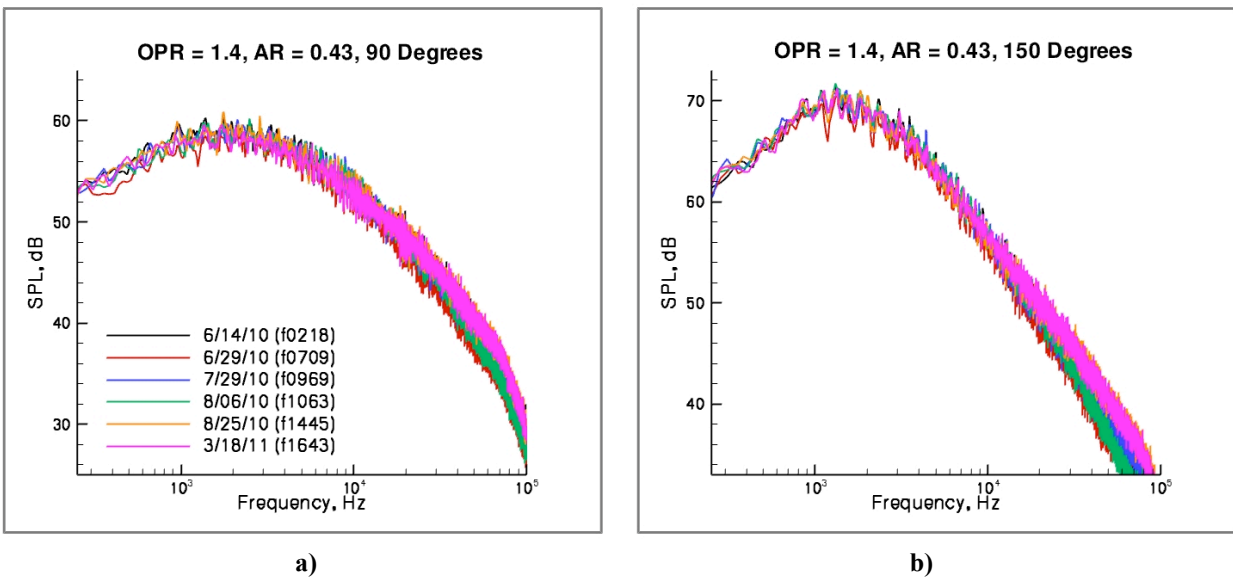 OPR = 1.4, AR = 0.43, 90 Degrees
60
50
40
30
SPL, dB
6/14/10 (f0218)
6/29/10 (f0709)
7/29/10 (f0969)
8/06/10 (f1063)
8/25/10 (f1445)
3/18/11 (f1643)
10³ 10⁴ 10⁵
Frequency, Hz
a)
OPR = 1.4, AR = 0.43, 150 Degrees
70
60
50
40
SPL, dB
10³ 10⁴ 10⁵
Frequency, Hz
b)